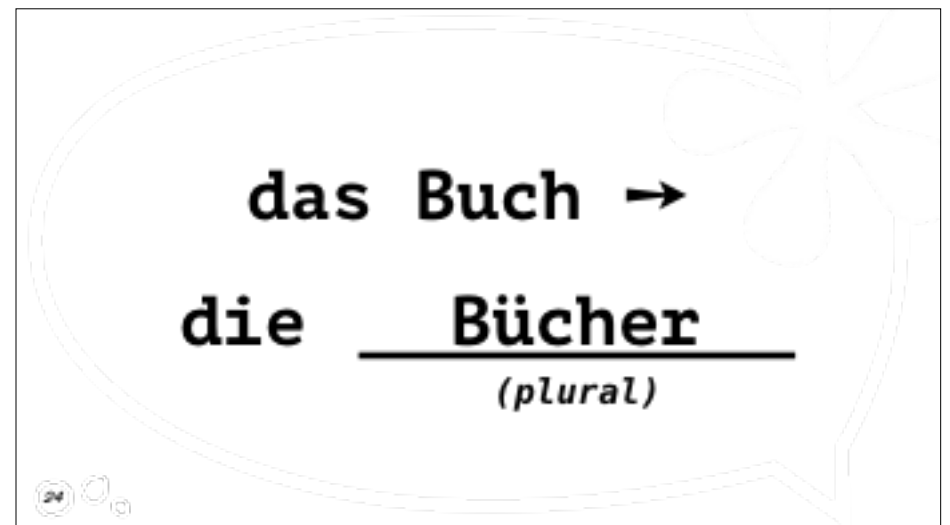 das Buch →
die Bücher
(plural)
24